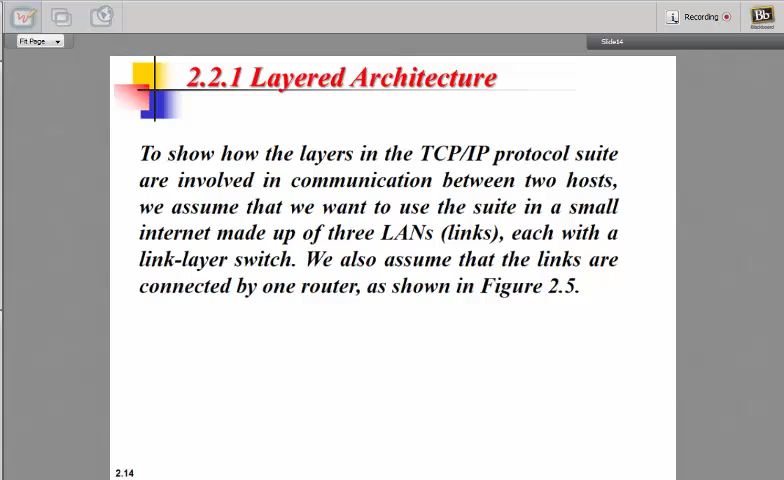 Recording
Bb
Blackboard
Fit Page
Slide14
2.2.1 Layered Architecture
To show how the layers in the TCP/IP protocol suite
are involved in communication between two hosts,
we assume that we want to use the suite in a small
internet made up of three LANs (links), each with a
link-layer switch. We also assume that the links are
connected by one router, as shown in Figure 2.5.
2.14